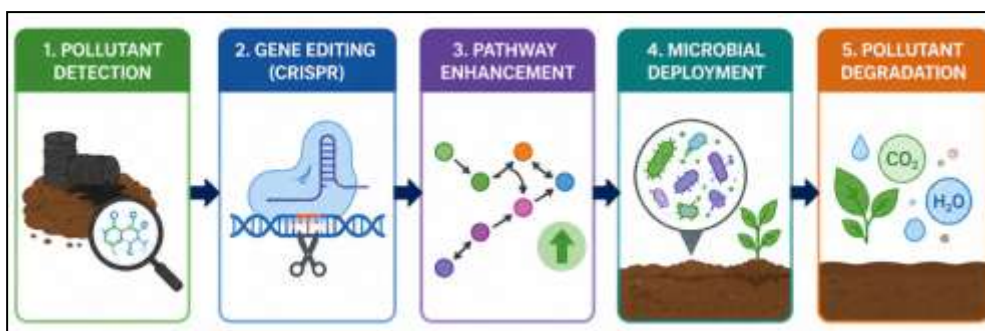 1. POLLUTANT
DETECTION
2. GENE EDITING
(CRISPR)
3. PATHWAY
ENHANCEMENT
4. MICROBIAL
DEPLOYMENT
5. POLLUTANT
DEGRADATION
CO₂
H₂O